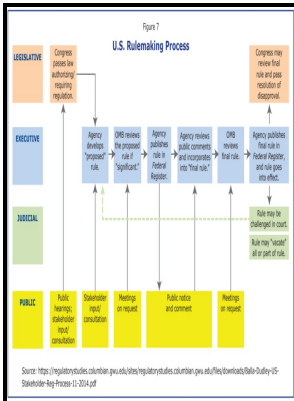 Figure 7
U.S. Rulemaking Process
LEGISLATIVE
Congress
passes law
authorizing/
requiring
regulation.
Congress may
review final
rule and pass
resolution of
disapproval.
EXECUTIVE
Agency
develops
"proposed"
rule.
OMB reviews
the proposed
rule if
"significant."
Agency
publishes
rule in
Federal
Register.
Agency reviews
public comments
and incorporates
into "final rule."
OMB
reviews
final rule.
Agency publishes
final rule in
Federal Register,
and rule goes
into effect.
JUDICIAL
Rule may be
challenged in court.
Rule may "vacate"
all or part of rule.
PUBLIC
Public
hearings;
stakeholder
input/
consultation
Stakeholder
input/
consultation
Meetings
on request
Public notice
and comment
Meetings
on request
Source: https://regulatorystudies.columbian.gwu.edu/sites/regulatorystudies.columbian.gwu.edu/files/downloads/Balla-Dudley-US-
Stakeholder-Reg-Process-11-2014.pdf